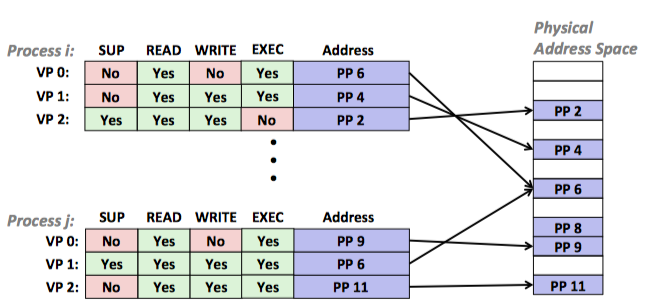 Physical
Address Space
Process i: SUP READ WRITE EXEC Address
VP 0: No Yes No Yes PP 6
VP 1: No Yes Yes Yes PP 4
VP 2: Yes Yes Yes No PP 2
PP 2
PP 4
PP 6
PP 8
PP 9
PP 11
Process j: SUP READ WRITE EXEC Address
VP 0: No Yes No Yes PP 9
VP 1: Yes Yes Yes Yes PP 6
VP 2: No Yes Yes Yes PP 11